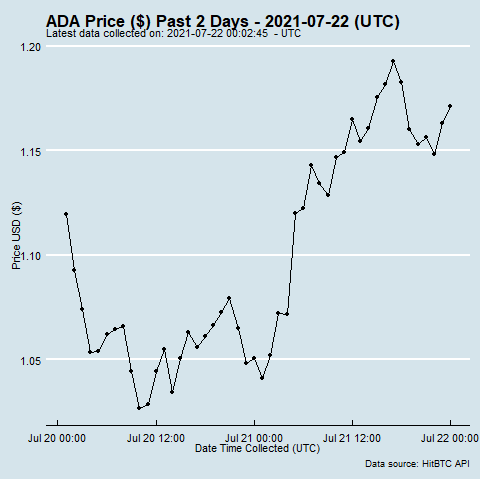 ADA Price ($) Past 2 Days - 2021-07-22 (UTC)
Latest data collected on: 2021-07-22 00:02:45 - UTC
1.20
1.15
1.10
1.05
Price USD ($)
Jul 20 00:00 Jul 20 12:00 Jul 21 00:00 Jul 21 12:00 Jul 22 00:00
Date Time Collected (UTC)
Data source: HitBTC API